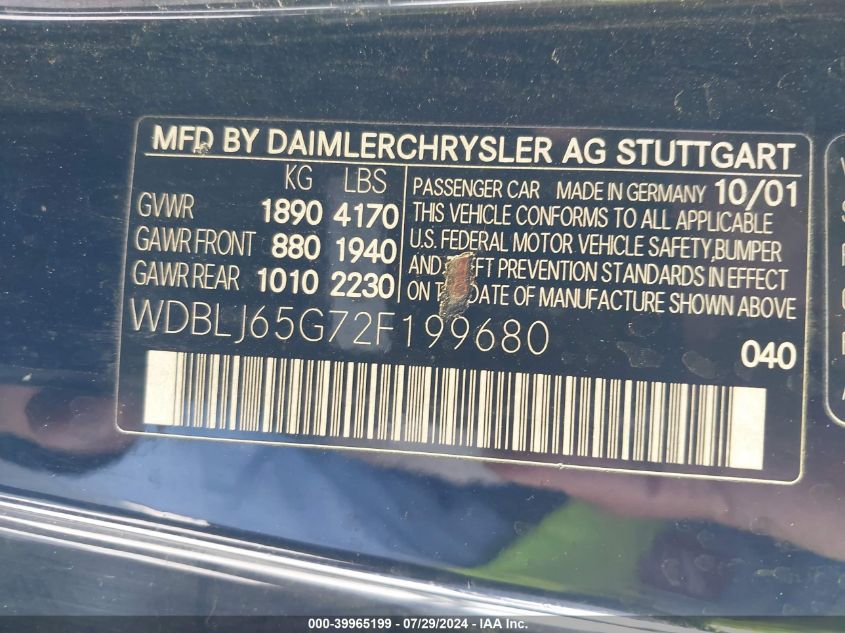 MFD BY DAIMLERCHRYSLER AG STUTTGART
KG LBS
GVWR 1890 4170
GAWR FRONT 880 1940
GAWR REAR 1010 2230
PASSENGER CAR MADE IN GERMANY 10/01
THIS VEHICLE CONFORMS TO ALL APPLICABLE
U.S. FEDERAL MOTOR VEHICLE SAFETY, BUMPER
AND PREVENTION STANDARDS IN EFFECT
ON DATE OF MANUFACTURE SHOWN ABOVE
WDBLJ65G72F199680
040
000-39965199 - 07/29/2024 - IAA Inc.